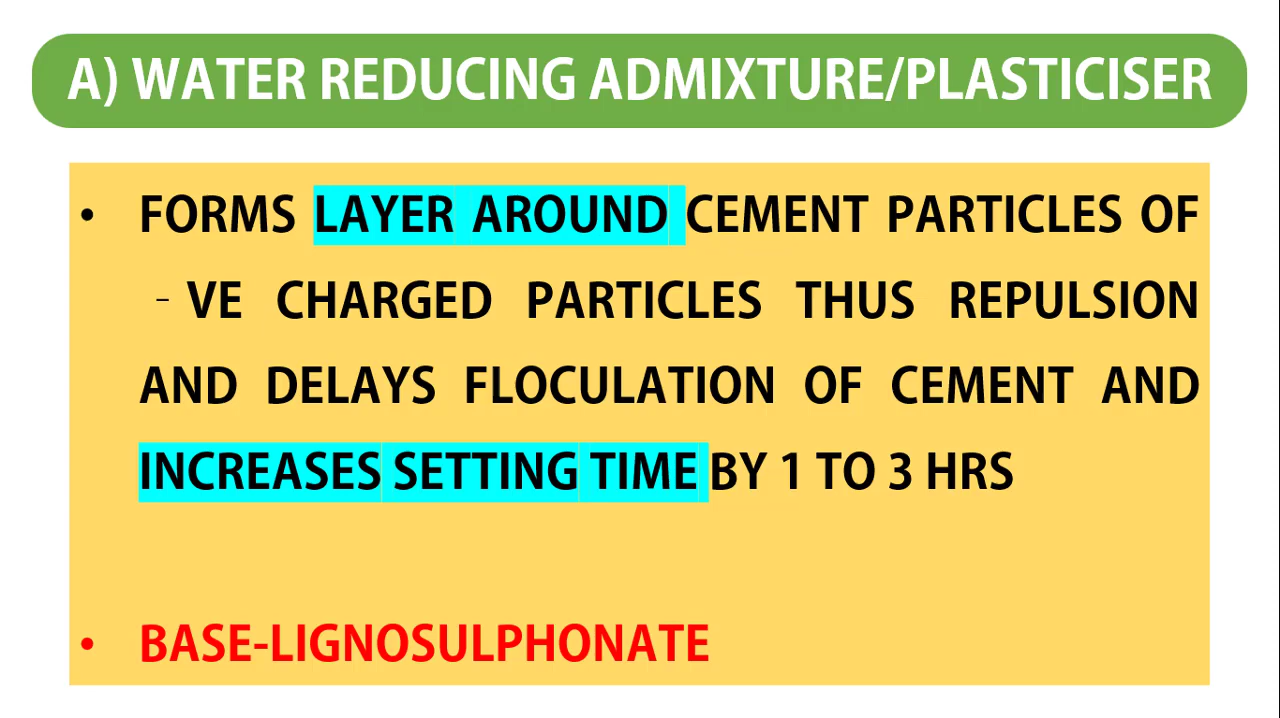 A) WATER REDUCING ADMIXTURE/PLASTICISER
• FORMS LAYER AROUND CEMENT PARTICLES OF
- VE CHARGED PARTICLES THUS REPULSION
AND DELAYS FLOCULATION OF CEMENT AND
INCREASES SETTING TIME BY 1 TO 3 HRS
• BASE-LIGNOSULPHONATE